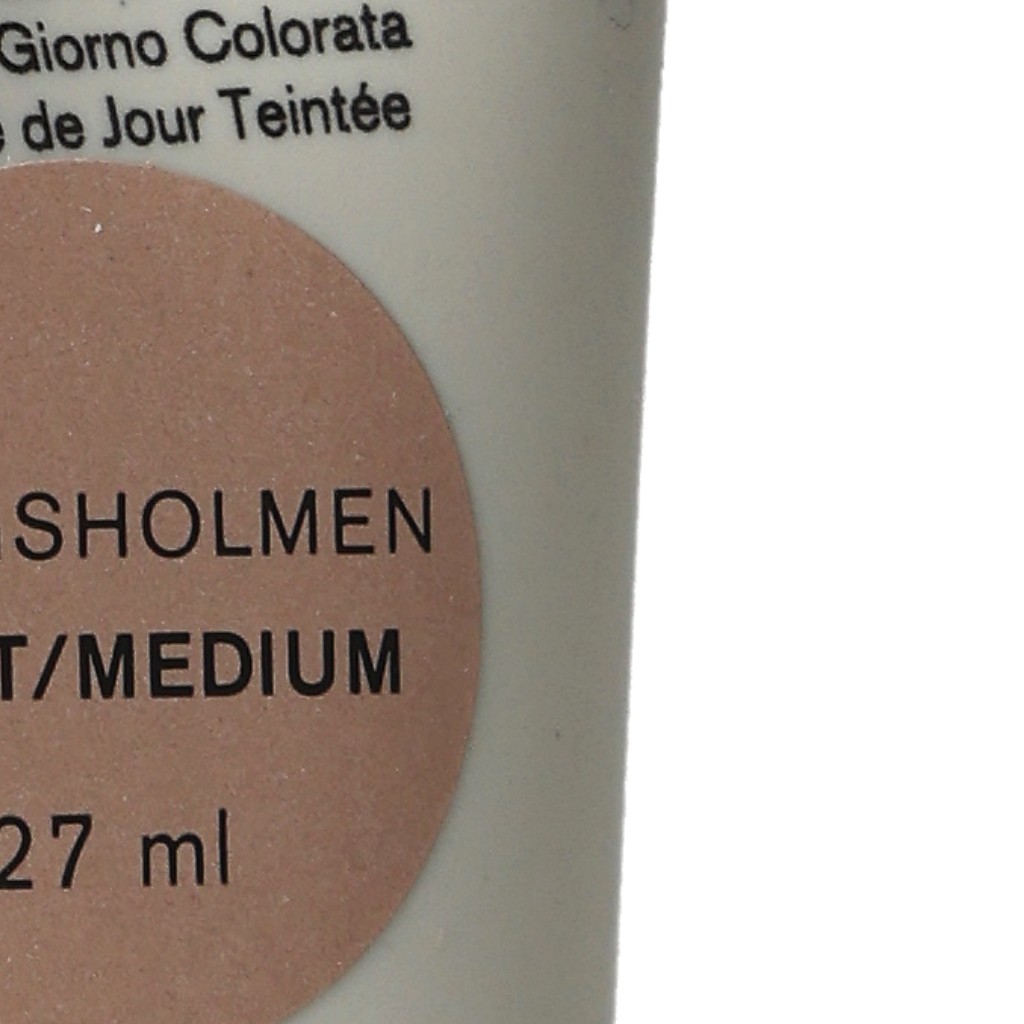 Giorno Colorata
de Jour Teintée
SHOLMEN
T/MEDIUM
27 ml